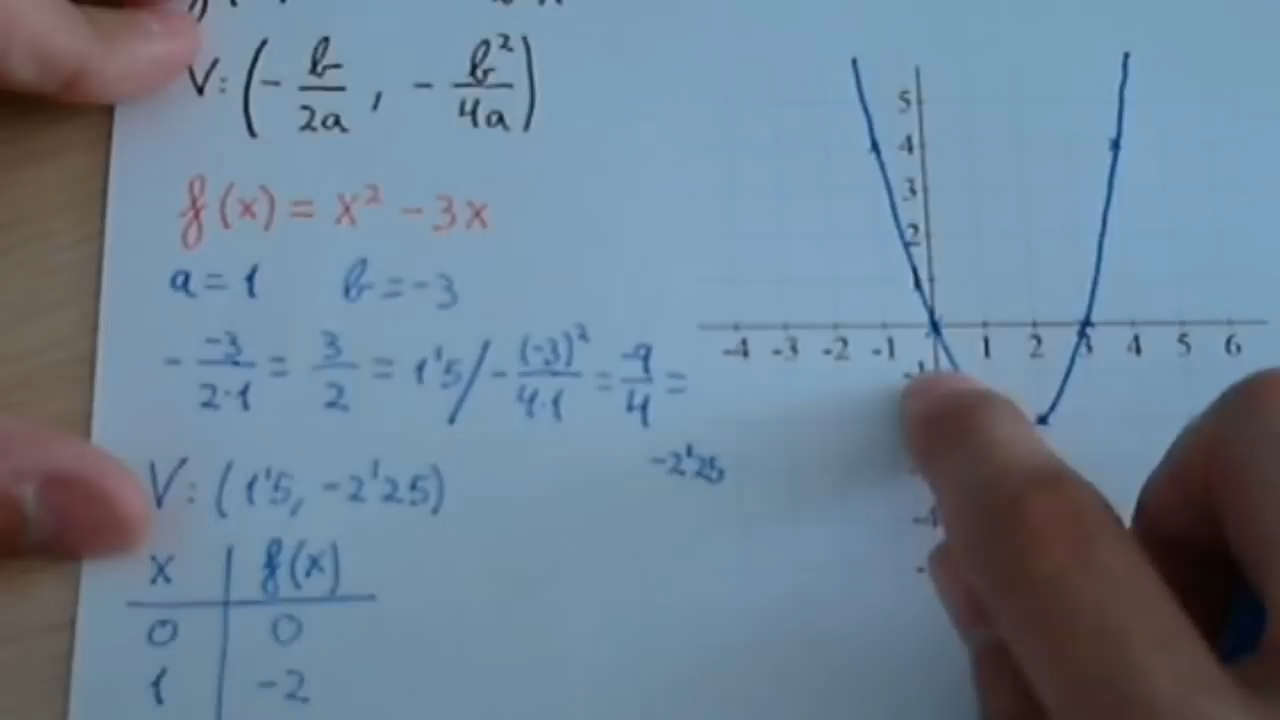 V: (-b/2a, -b²/4a)
f(x) = x² - 3x
a = 1 b = -3
- -3/2·1 = 3/2 = 1'5 / - (-3)²/4·1 = -9/4 =
-2'25
V: (1'5, -2'25)
x f(x)
0 0
1 -2
5
4
3
2
-4 -3 -2 -1 1 2 3 4 5 6
-1
-4